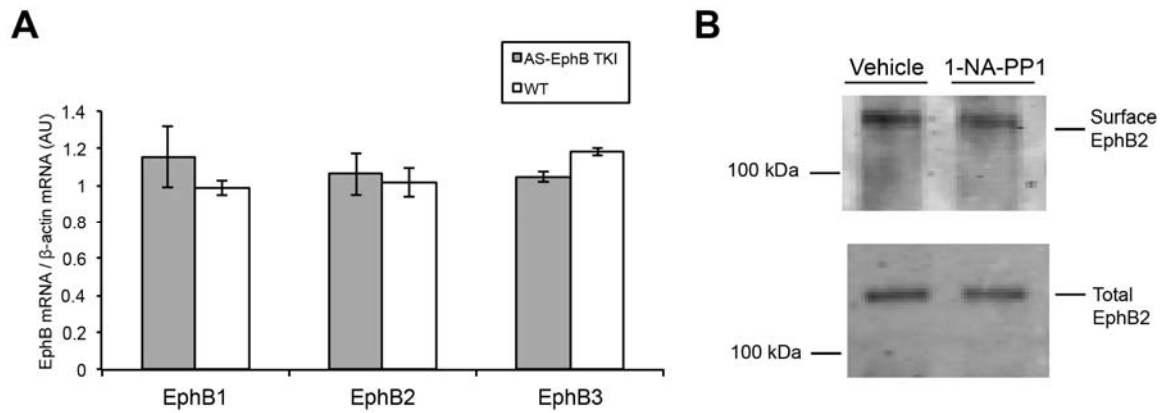 A
AS-EphB TKI
WT
EphB mRNA / β-actin mRNA (AU)
1.4
1.2
1
0.8
0.6
0.4
0.2
0
EphB1
EphB2
EphB3
B
Vehicle
1-NA-PP1
Surface
EphB2
100 kDa
Total
EphB2
100 kDa